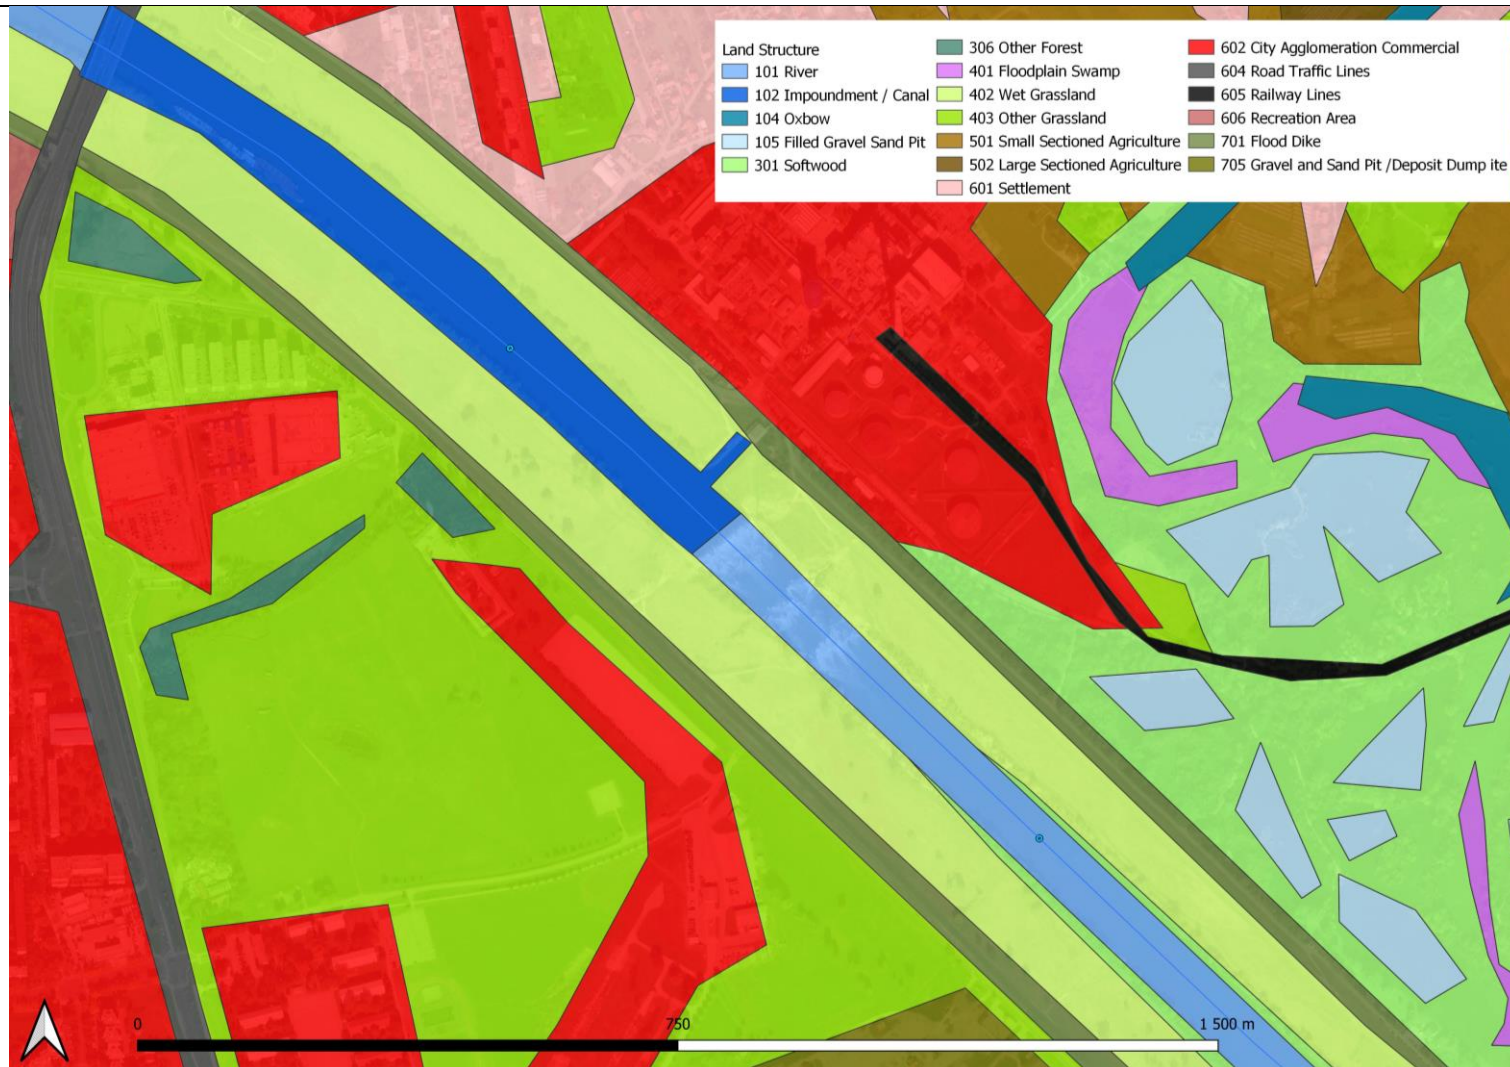 Land Structure
101 River
102 Impoundment / Canal
104 Oxbow
105 Filled Gravel Sand Pit
301 Softwood
306 Other Forest
401 Floodplain Swamp
402 Wet Grassland
403 Other Grassland
501 Small Sectioned Agriculture
502 Large Sectioned Agriculture
601 Settlement
602 City Agglomeration Commercial
604 Road Traffic Lines
605 Railway Lines
606 Recreation Area
701 Flood Dike
705 Gravel and Sand Pit /Deposit Dump ite
0 750 1 500 m